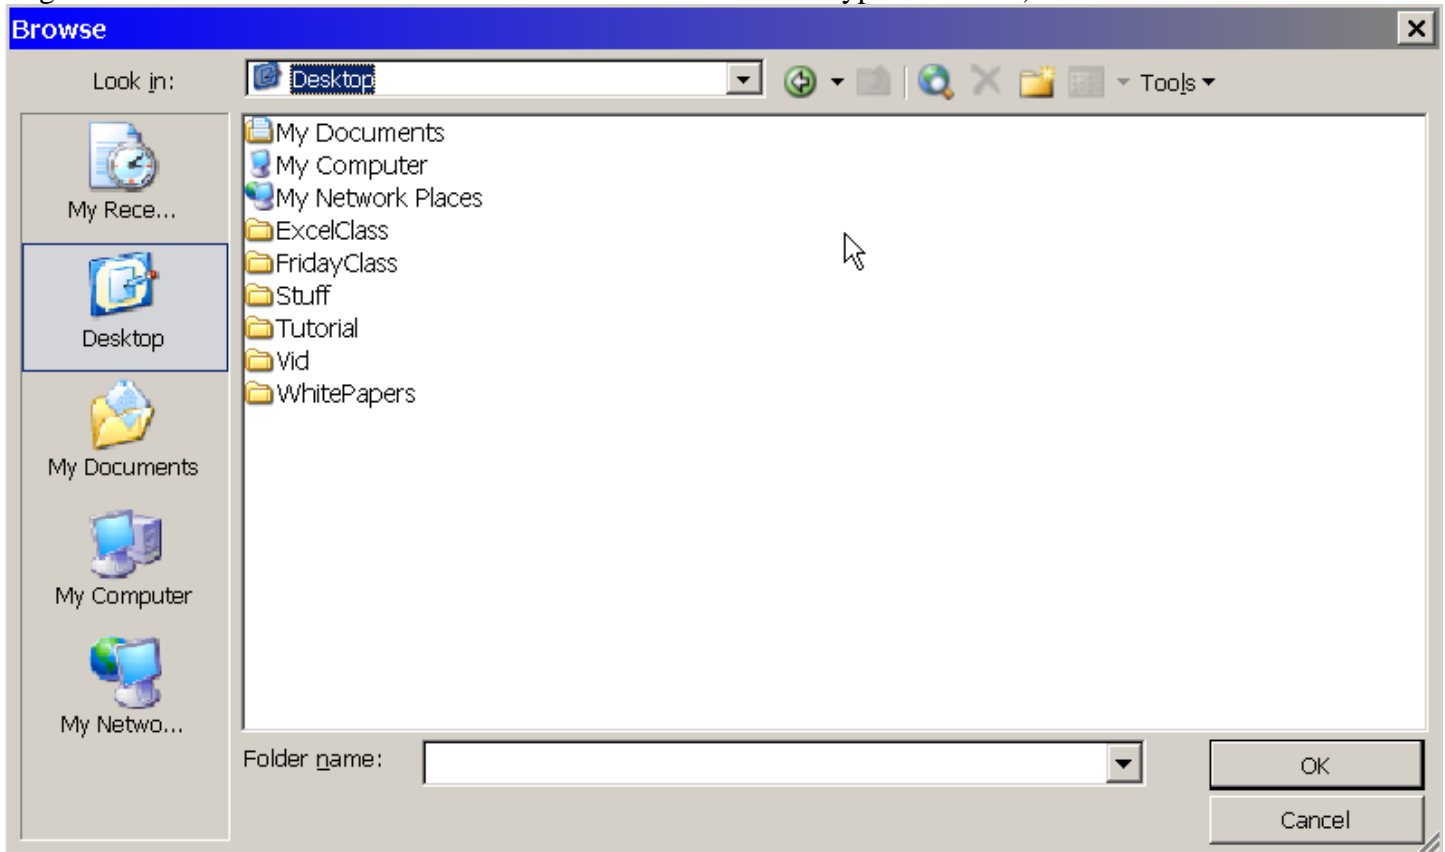 Browse
Look in:
Desktop
Tools
My Documents
My Computer
My Network Places
ExcelClass
FridayClass
Stuff
Tutorial
Vid
WhitePapers
My Rece...
Desktop
My Documents
My Computer
My Netwo...
Folder name:
OK
Cancel